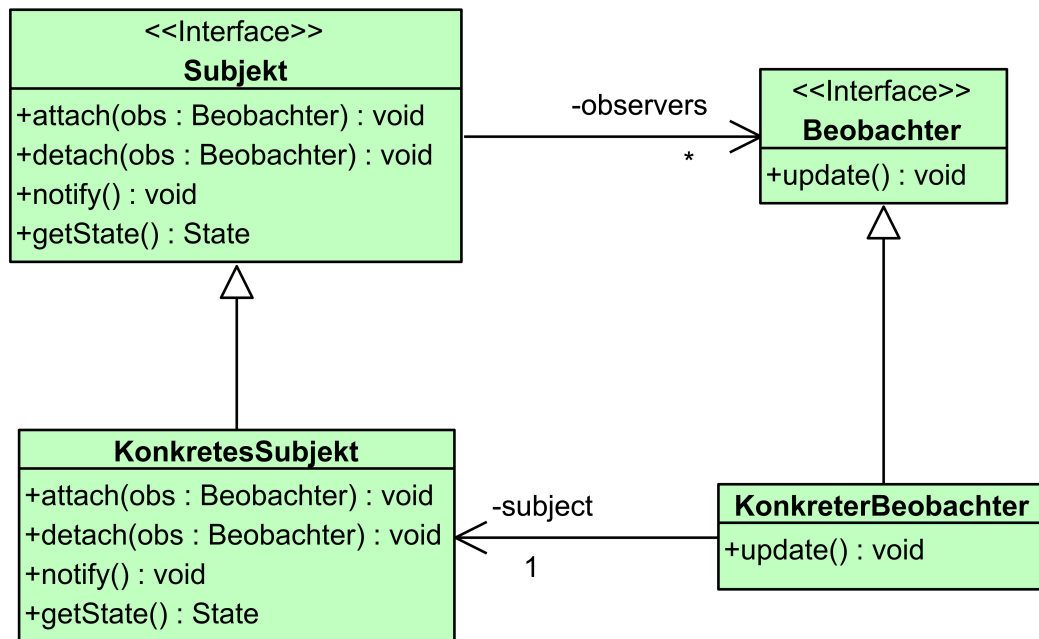 <<Interface>>
Subjekt
+attach(obs : Beobachter) : void
+detach(obs : Beobachter) : void
+notify() : void
+getState() : State
-observers
*
<<Interface>>
Beobachter
+update() : void
KonkretesSubjekt
+attach(obs : Beobachter) : void
+detach(obs : Beobachter) : void
+notify() : void
+getState() : State
-subject
1
KonkreterBeobachter
+update() : void